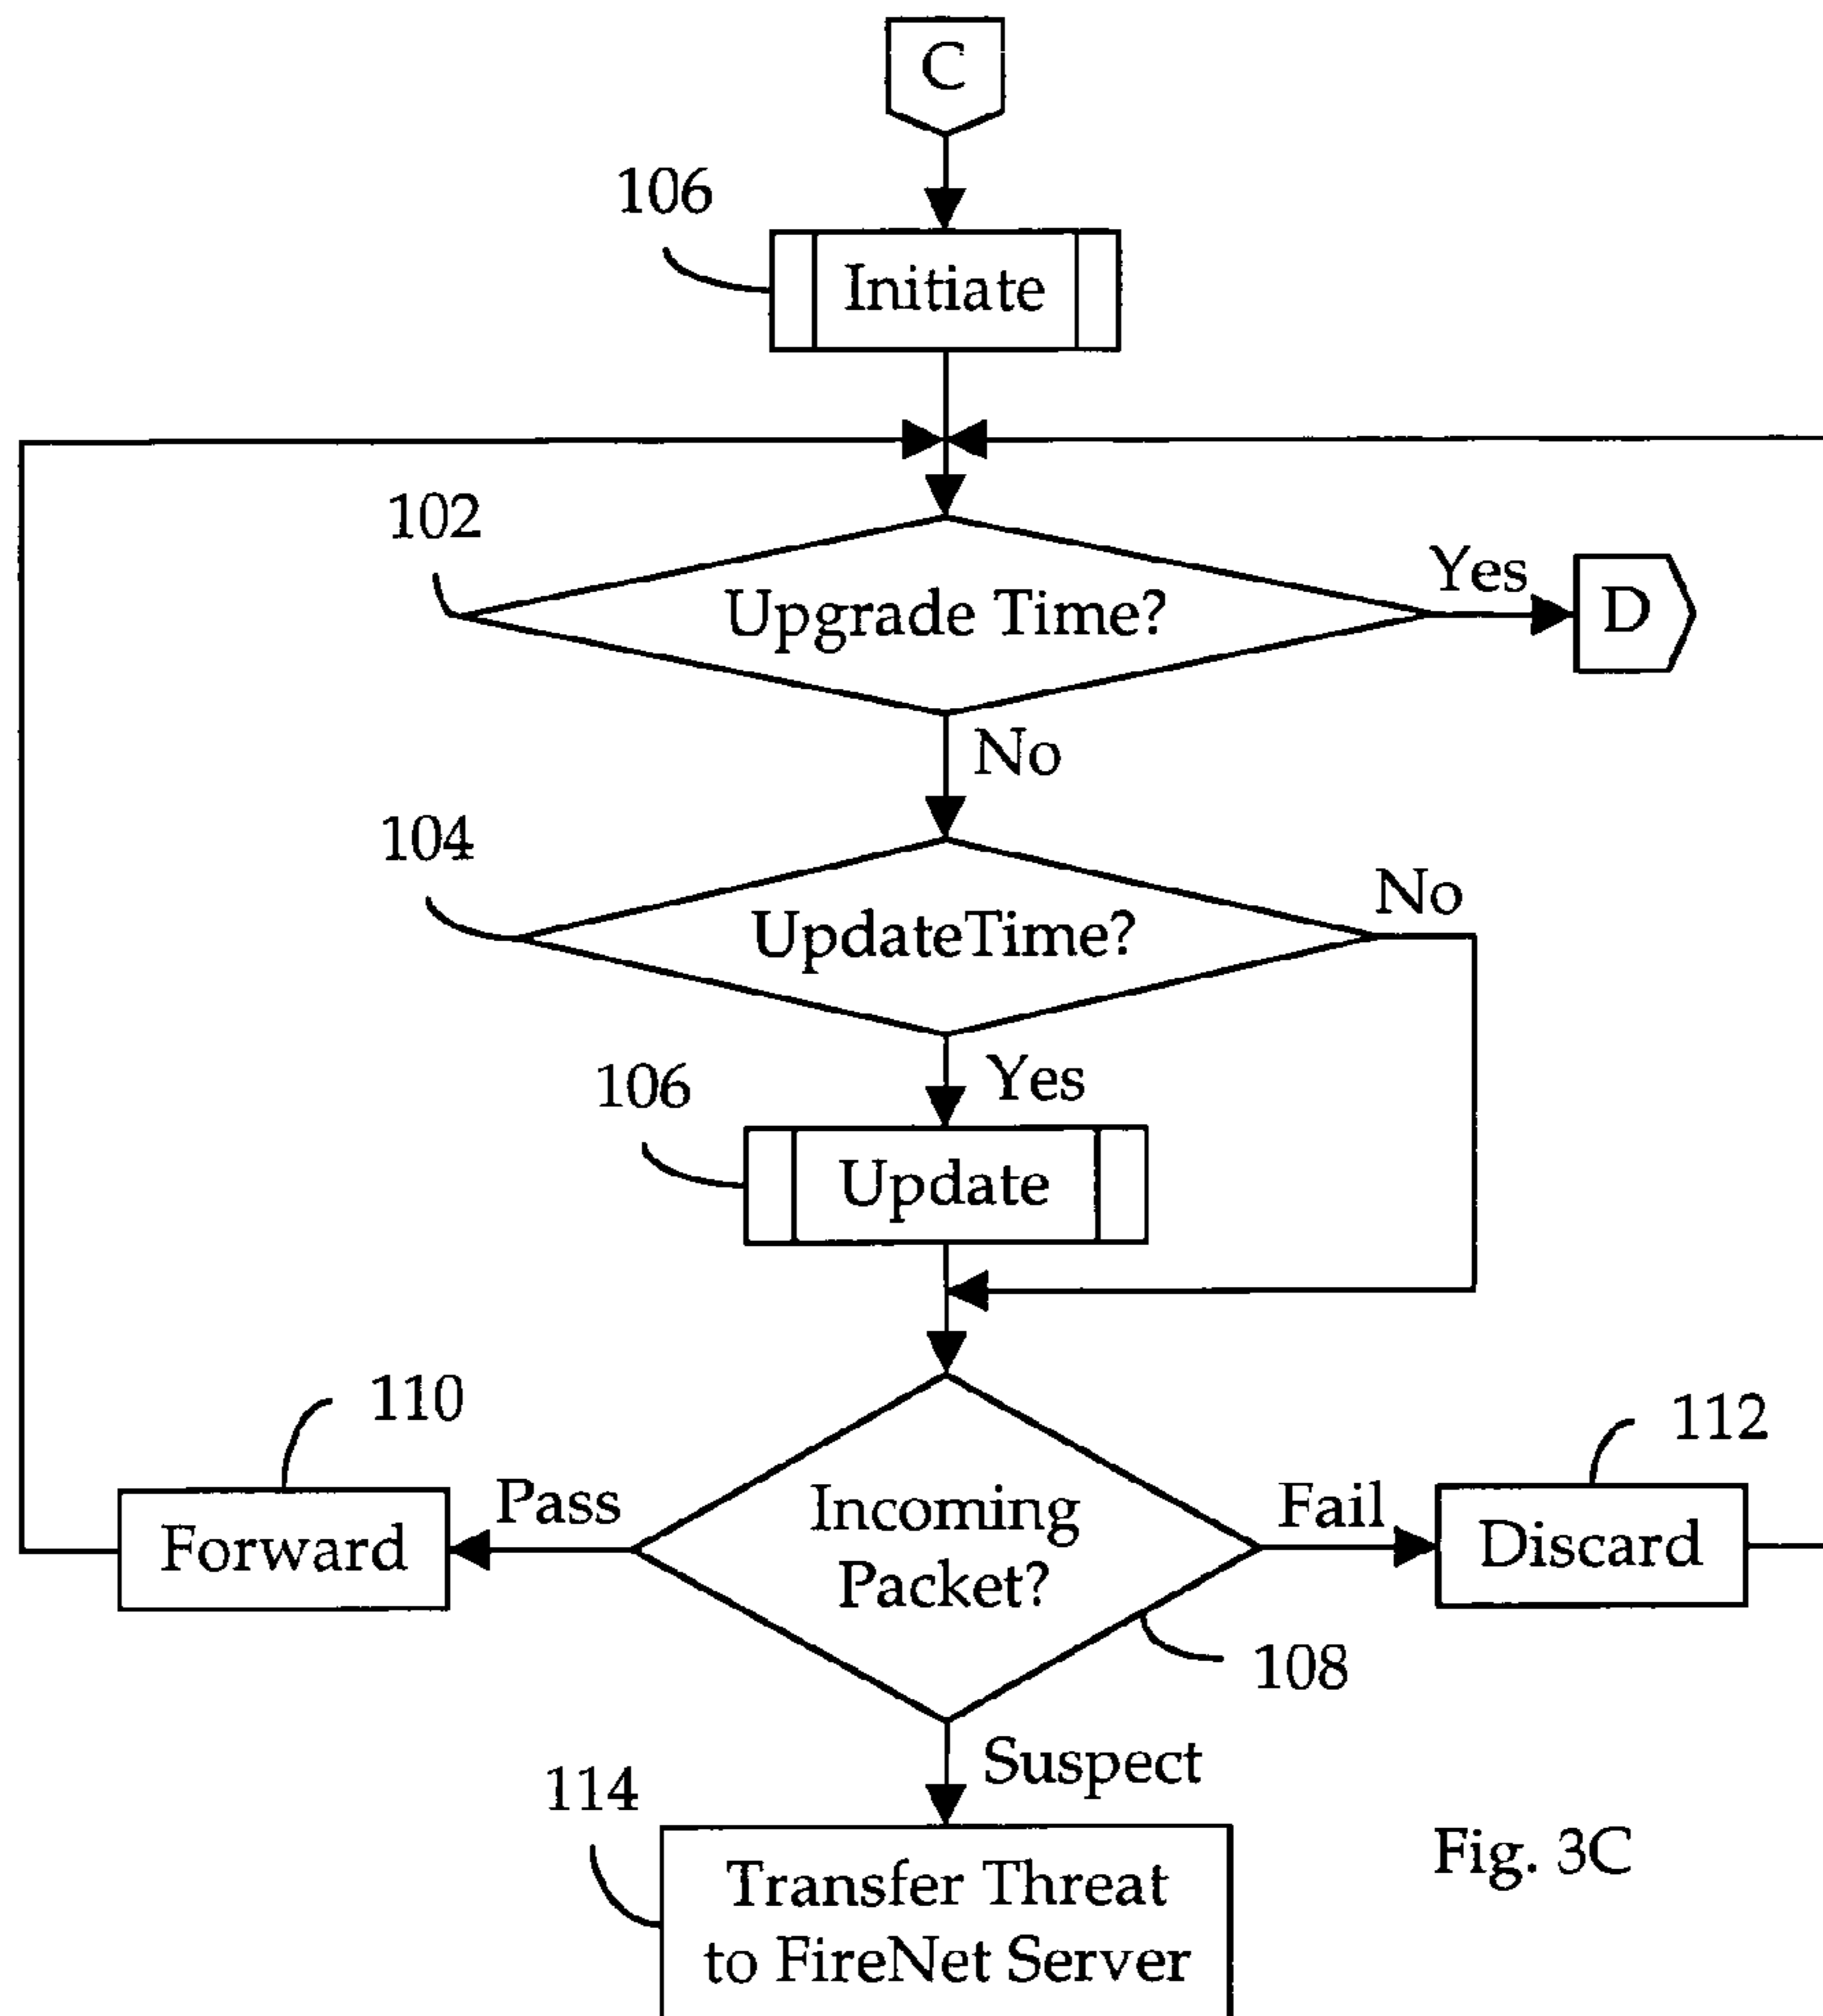 C
106
Initiate
102
Upgrade Time?
Yes
D
No
104
UpdateTime?
No
Yes
106
Update
110
Forward
Pass
Incoming
Packet?
Fail
112
Discard
108
Suspect
114
Transfer Threat
to FireNet Server
Fig. 3C